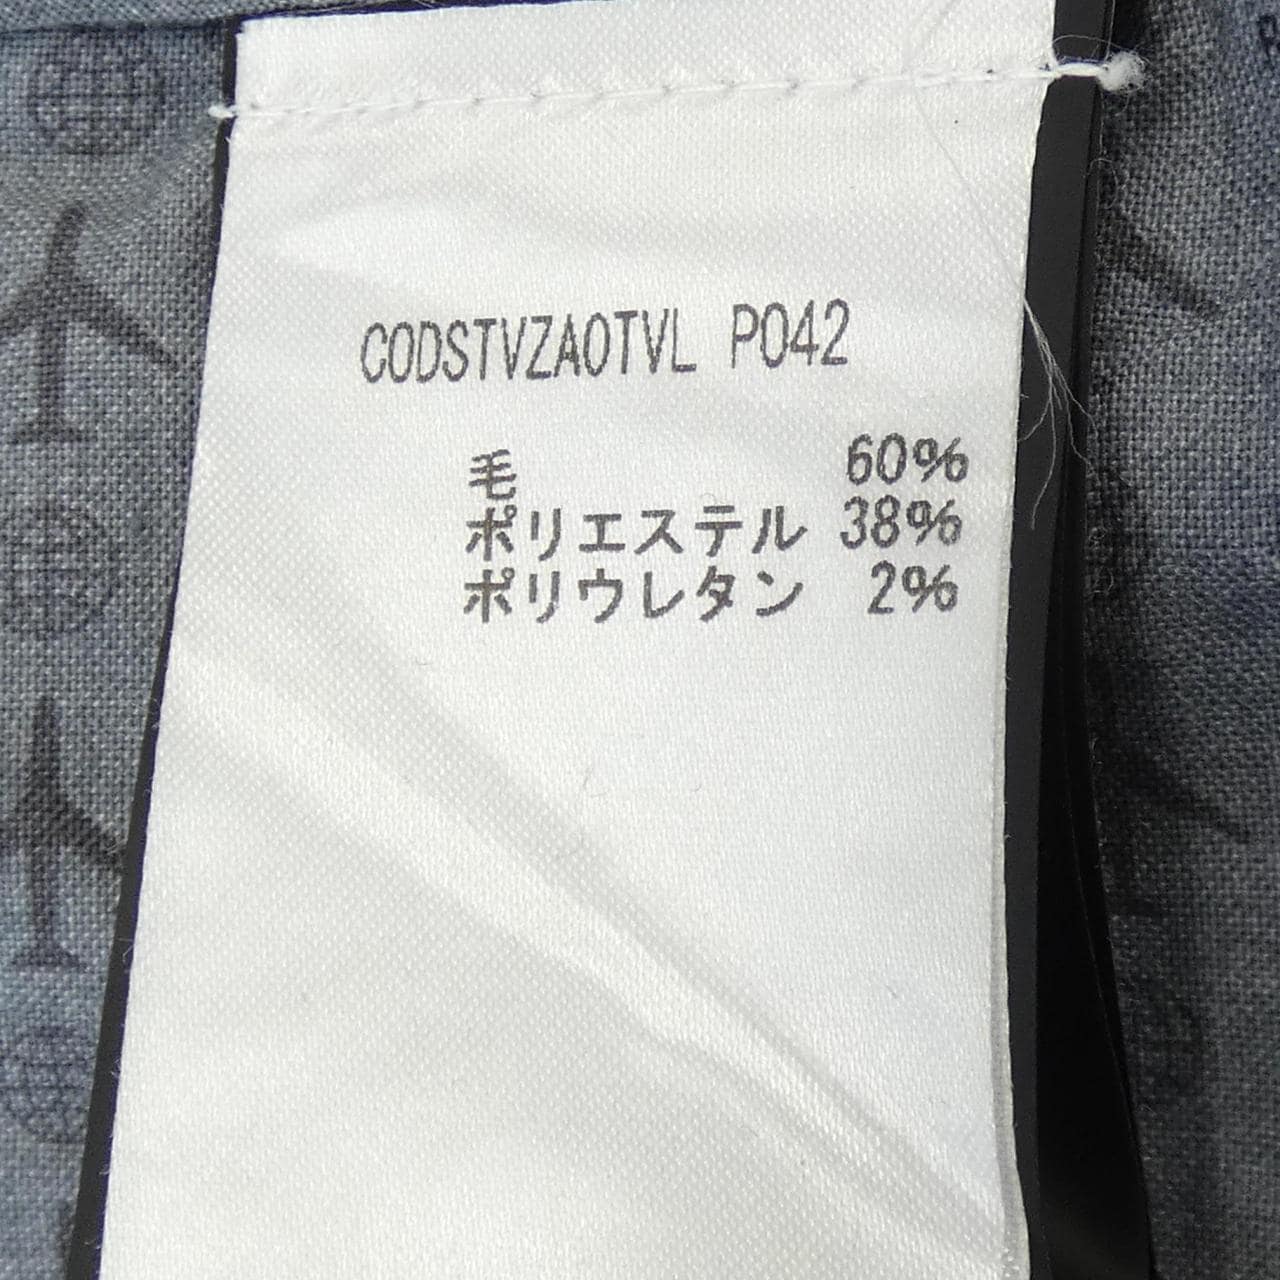 CODSTVZAOTVL P042
毛 60%
ポリエステル 38%
ポリウレタン 2%